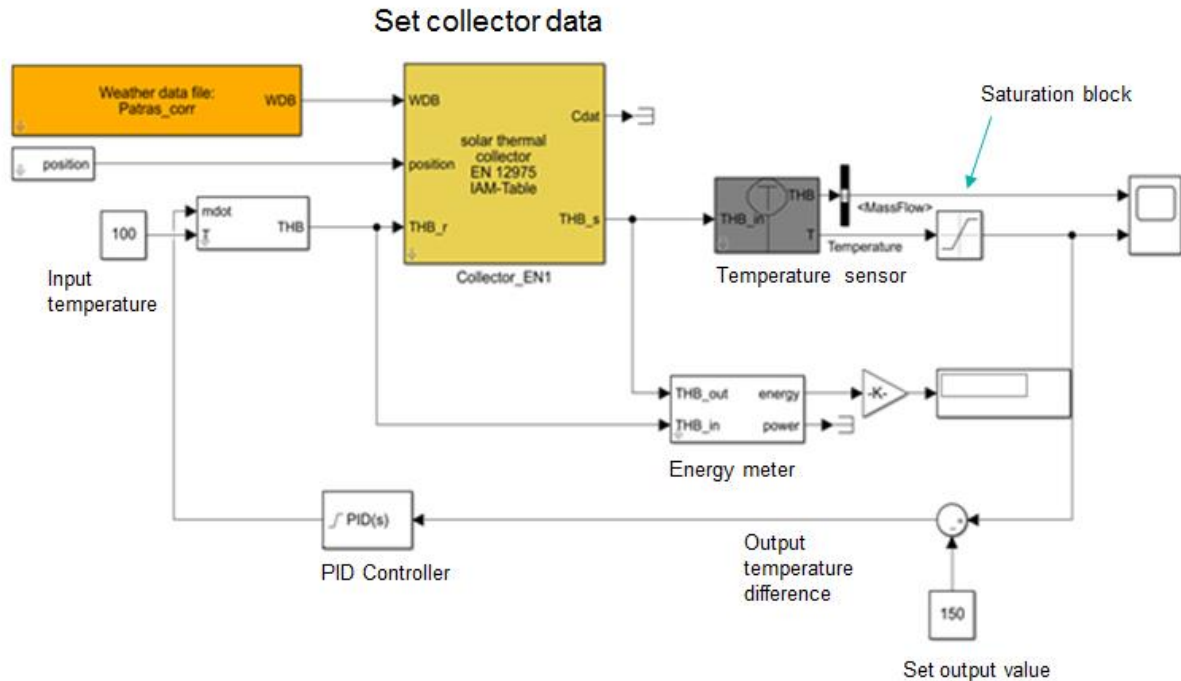 Set collector data
Weather data file:
Patras_corr
WDB
WDB
Cdat
solar thermal
collector
EN 12975
IAM-Table
Saturation block
position
position
mdot
T
THB
THB_r
THB_s
Collector_EN1
100
Input
temperature
THB_in
T
THB
T
<MassFlow>
Temperature
Temperature sensor
THB_out
energy
THB_in
power
-K-
Energy meter
PID(s)
PID Controller
Output
temperature
difference
+
-
150
Set output value